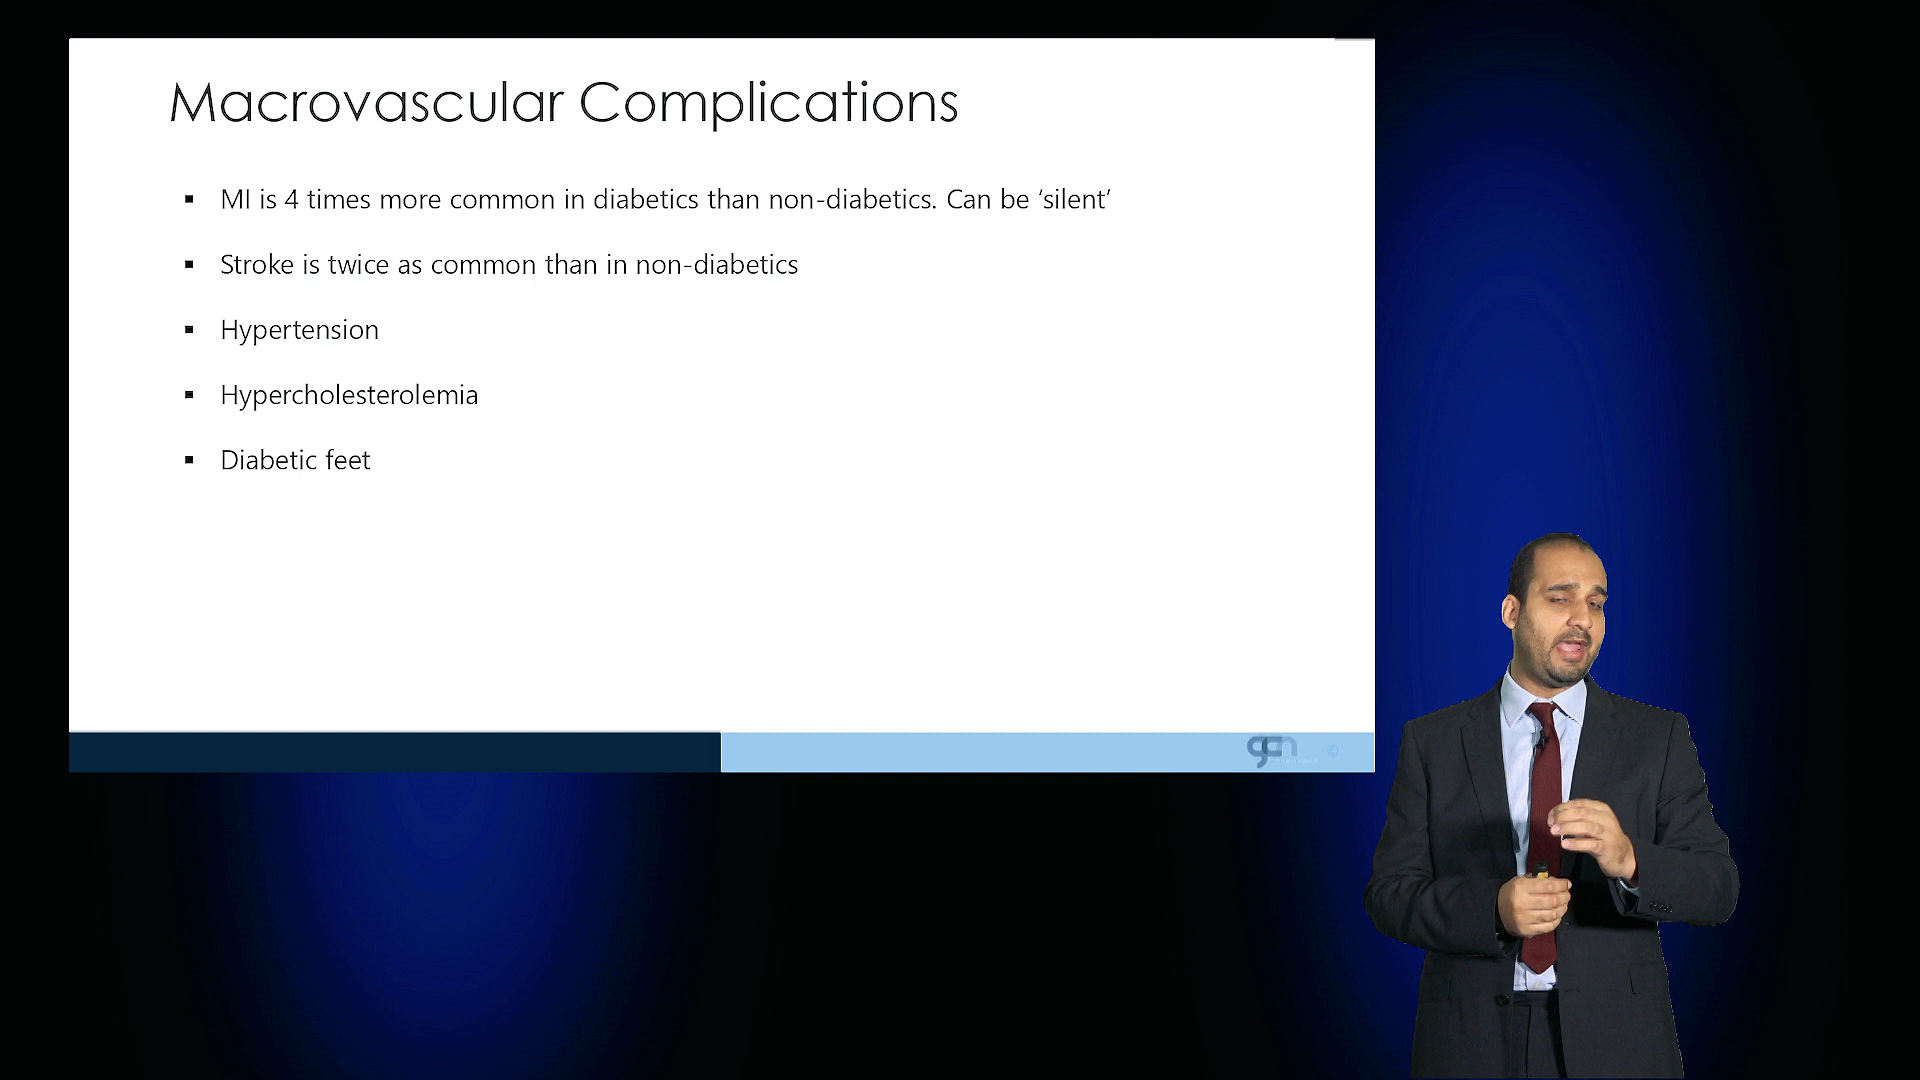 Macrovascular Complications
▪ MI is 4 times more common in diabetics than non-diabetics. Can be ‘silent’
▪ Stroke is twice as common than in non-diabetics
▪ Hypertension
▪ Hypercholesterolemia
▪ Diabetic feet
gcn ©